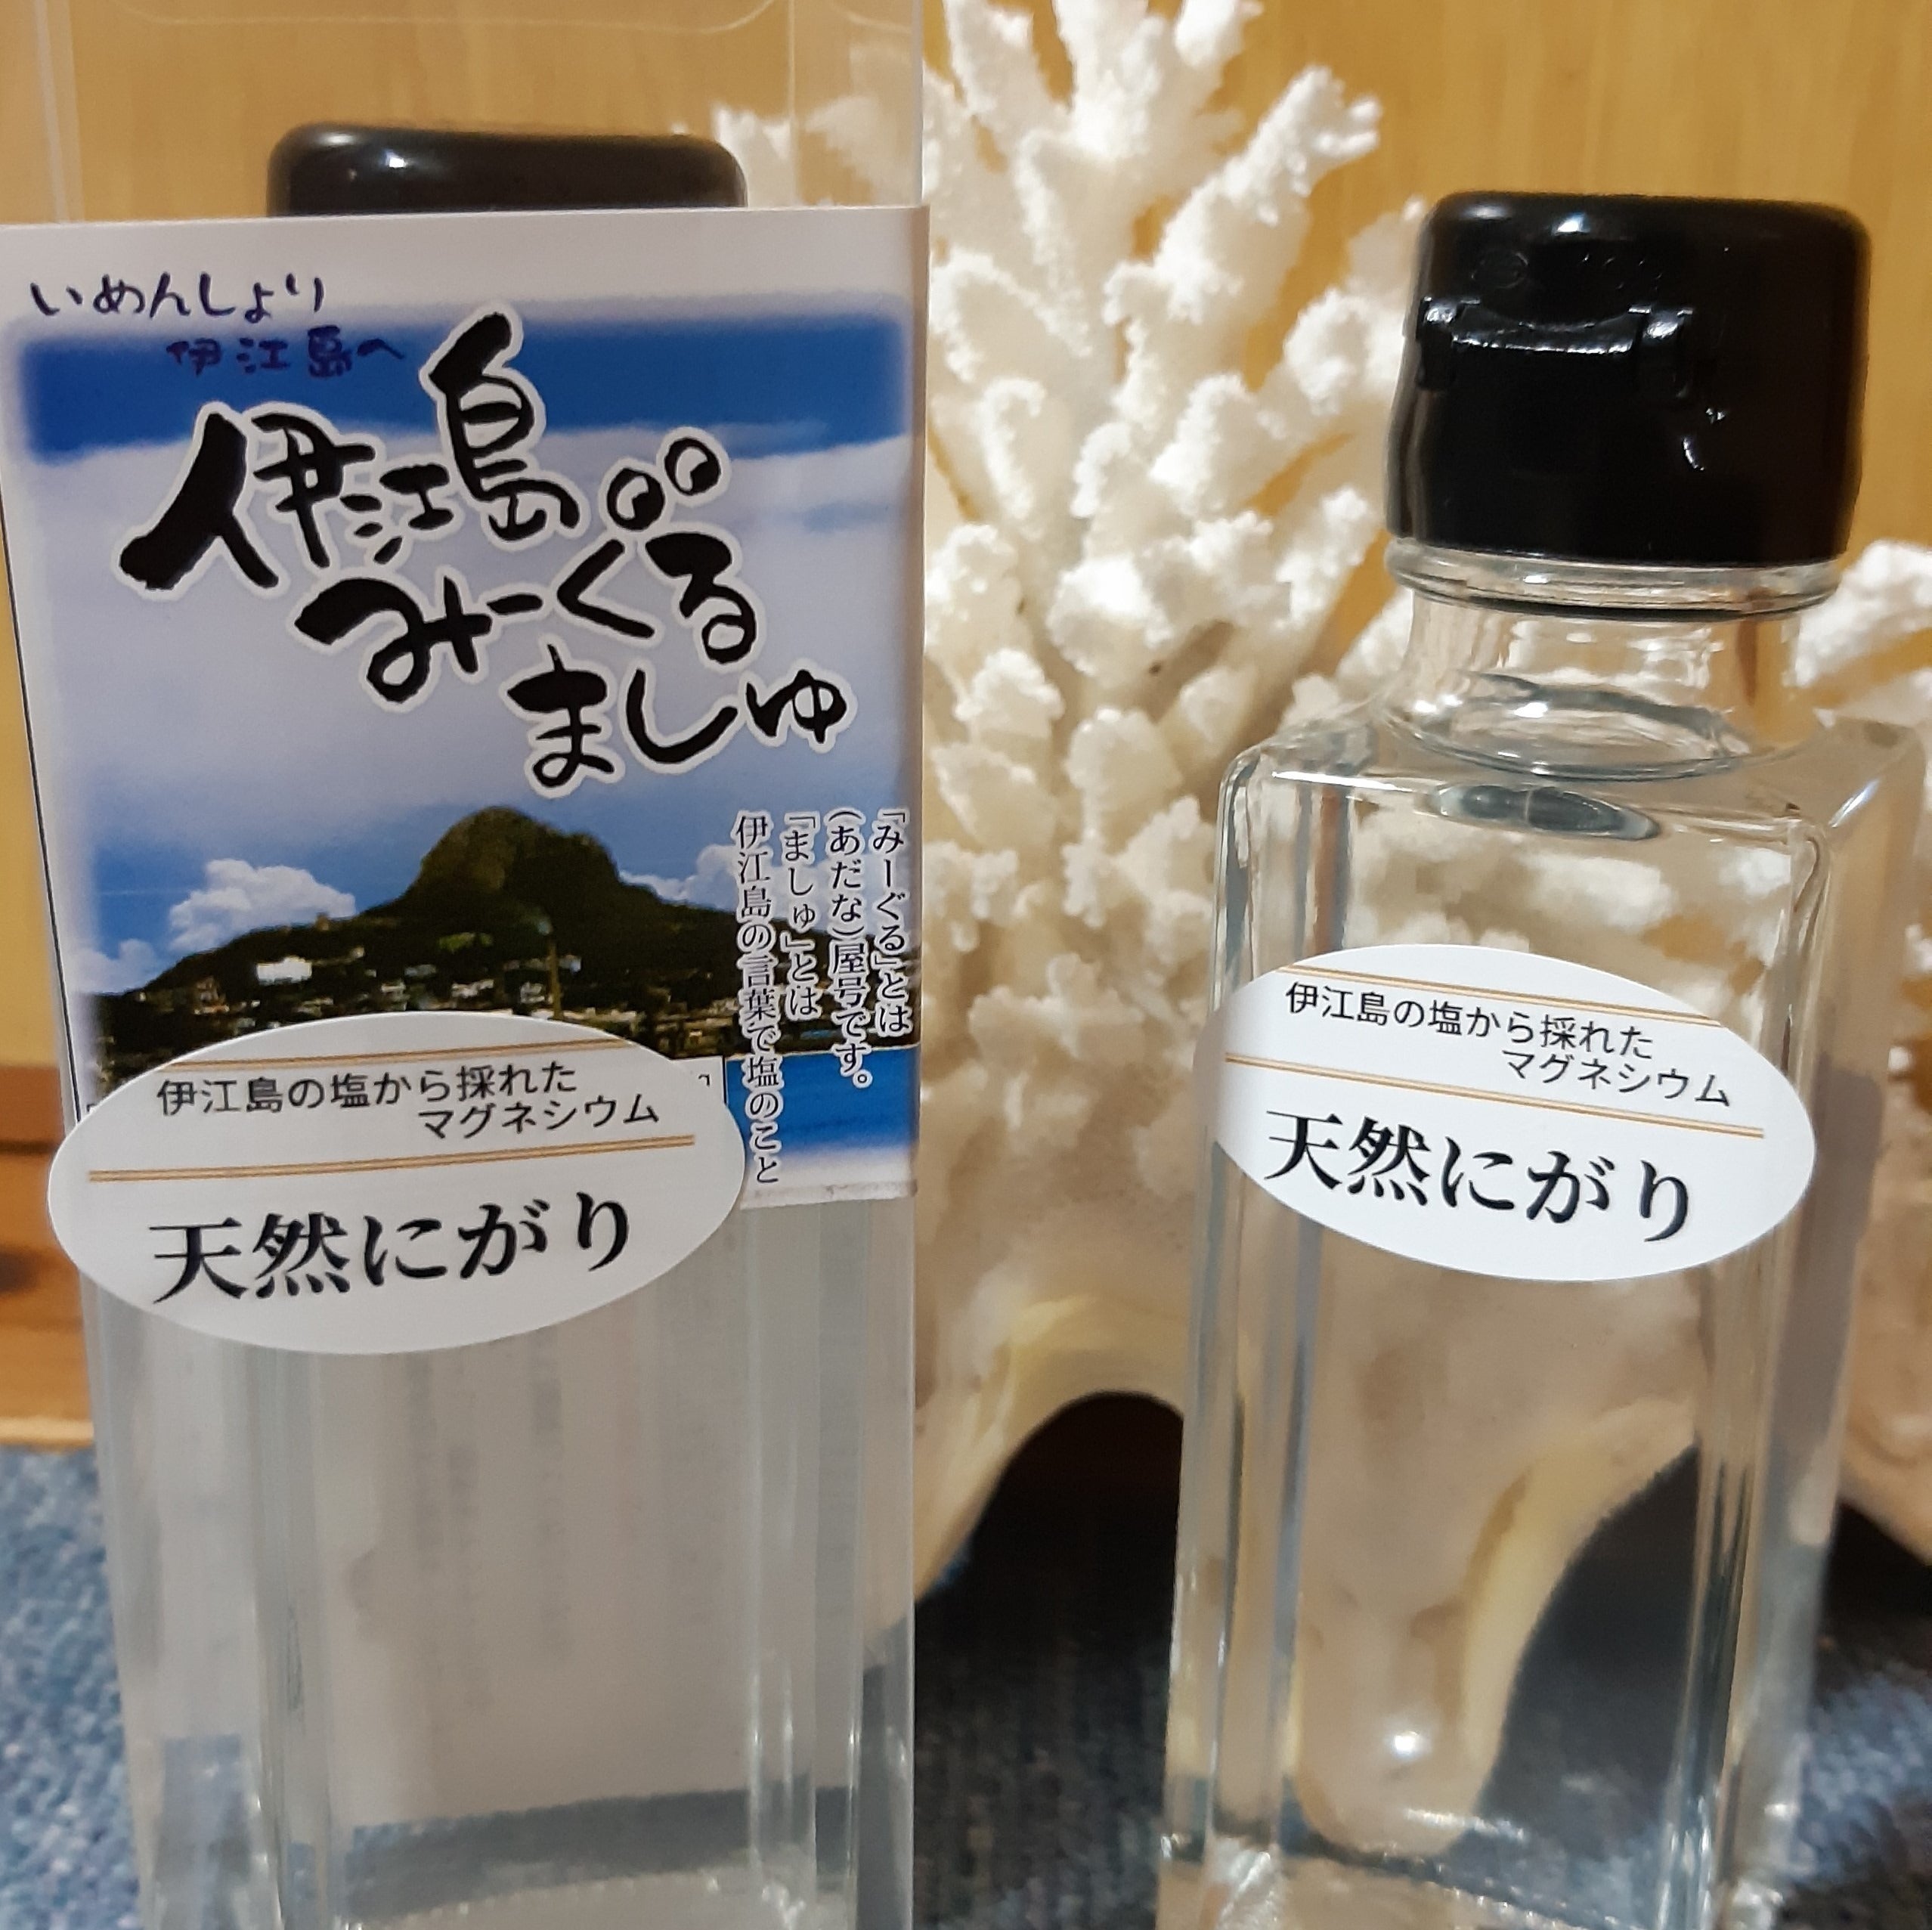 いめんしょり
伊江島へ
伊江島
みーぐる
ましゅ
「みーぐる」とは
(あだな)屋号です。
「ましゅ」とは
伊江島の言葉で塩のこと
伊江島の塩から採れた
マグネシウム
天然にがり
伊江島の塩から採れた
マグネシウム
天然にがり